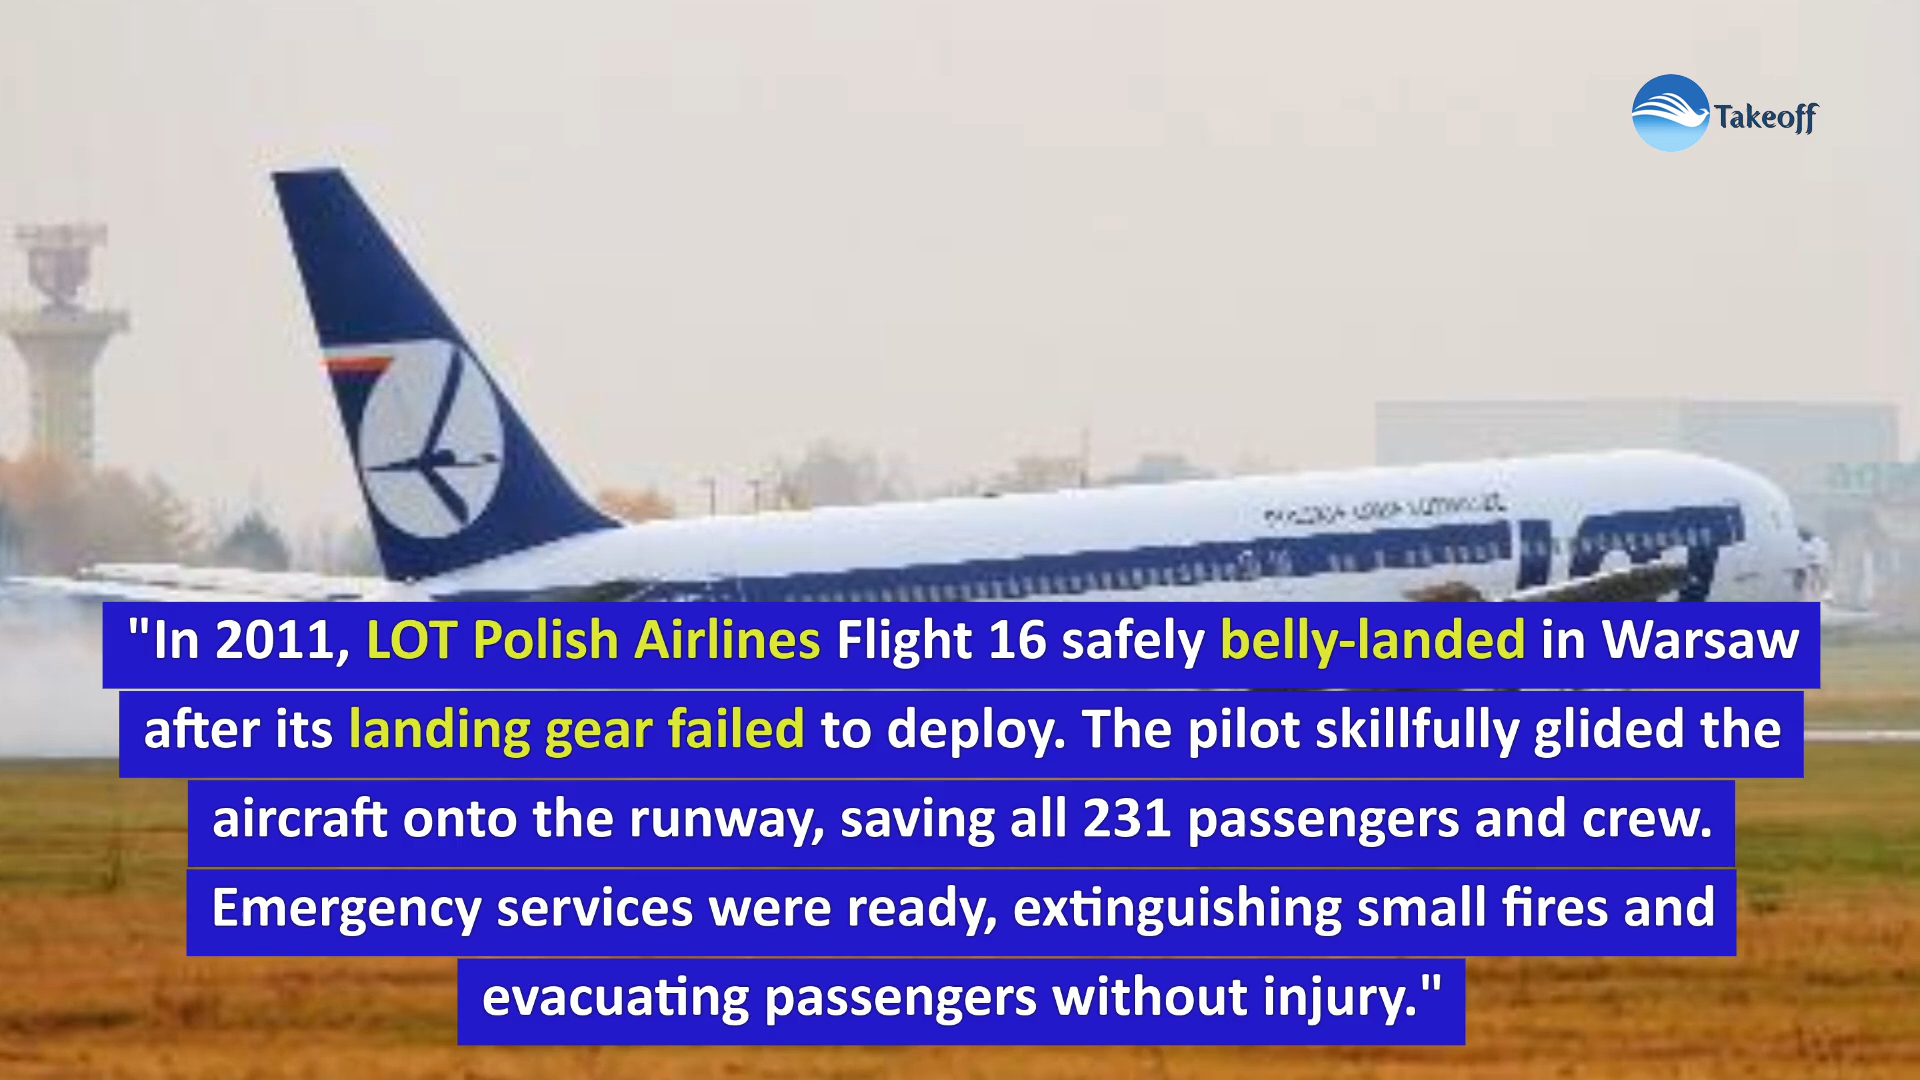 Takeoff
LOT
"In 2011, LOT Polish Airlines Flight 16 safely belly-landed in Warsaw
after its landing gear failed to deploy. The pilot skillfully glided the
aircraft onto the runway, saving all 231 passengers and crew.
Emergency services were ready, extinguishing small fires and
evacuating passengers without injury."